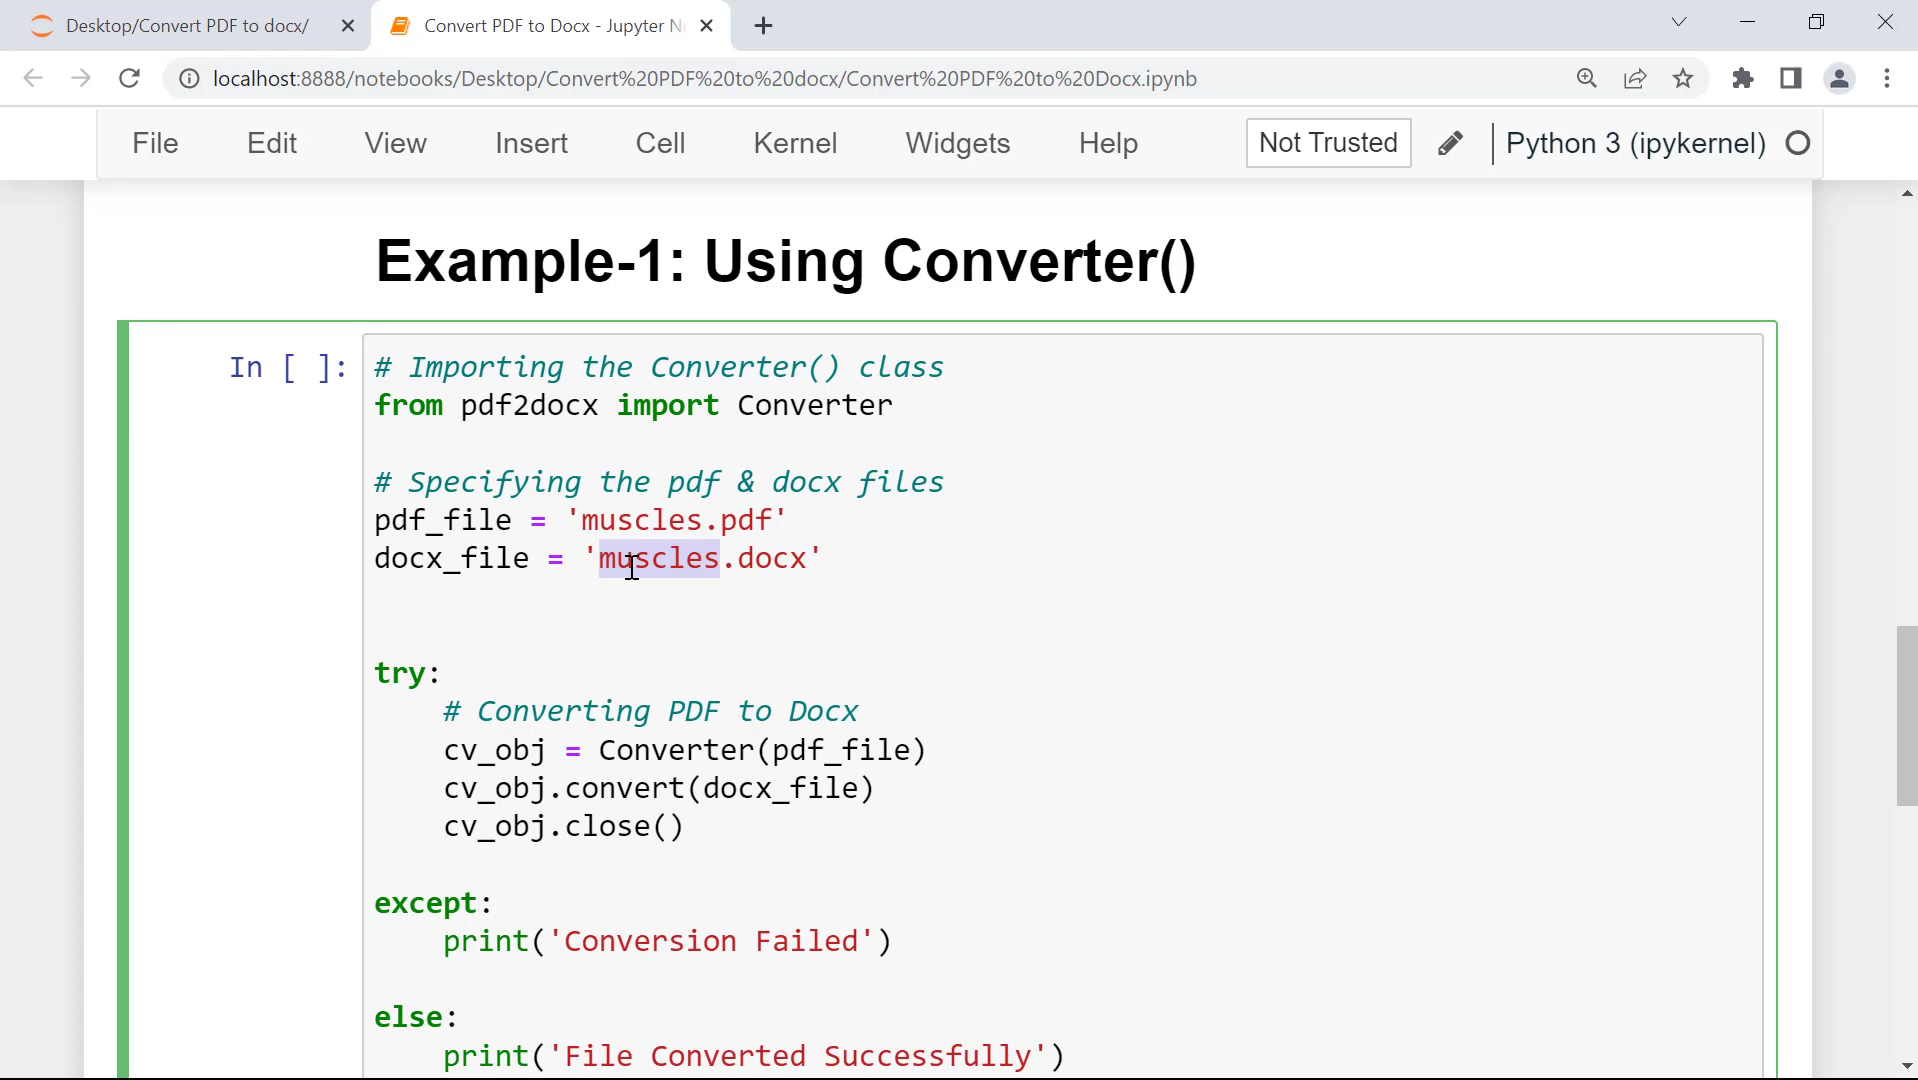 Desktop/Convert PDF to docx/
Convert PDF to Docx - Jupyter N
localhost:8888/notebooks/Desktop/Convert%20PDF%20to%20docx/Convert%20PDF%20to%20Docx.ipynb
File Edit View Insert Cell Kernel Widgets Help Not Trusted Python 3 (ipykernel)
Example-1: Using Converter()
In [ ]: # Importing the Converter() class
from pdf2docx import Converter
# Specifying the pdf & docx files
pdf_file = 'muscles.pdf'
docx_file = 'muscles.docx'
try:
    # Converting PDF to Docx
    cv_obj = Converter(pdf_file)
    cv_obj.convert(docx_file)
    cv_obj.close()
except:
    print('Conversion Failed')
else:
    print('File Converted Successfully')